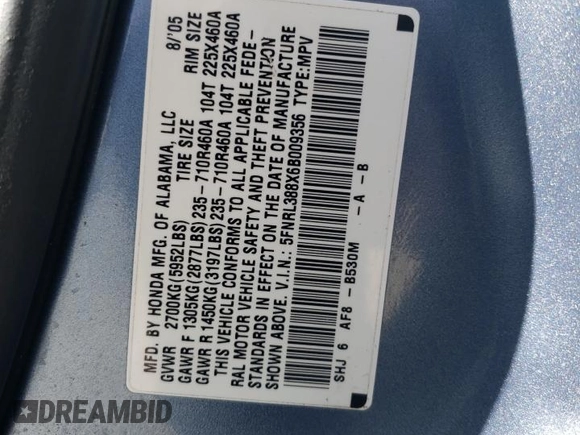 MFD. BY HONDA MFG. OF ALABAMA, LLC 8/'05
GVWR 2700KG(5952LBS) TIRE SIZE RIM SIZE
GAWR F 1305KG(2877LBS) 235-710R460A 104T 225X460A
GAWR R 1450KG(3197LBS) 235-710R460A 104T 225X460A
THIS VEHICLE CONFORMS TO ALL APPLICABLE FEDE-
RAL MOTOR VEHICLE SAFETY AND THEFT PREVENTION
STANDARDS IN EFFECT ON THE DATE OF MANUFACTURE
SHOWN ABOVE. V.I.N.: 5FNRL388X6B009356 TYPE:MPV
SHJ 6 AF8 - B530M - A - B
DREAMBID